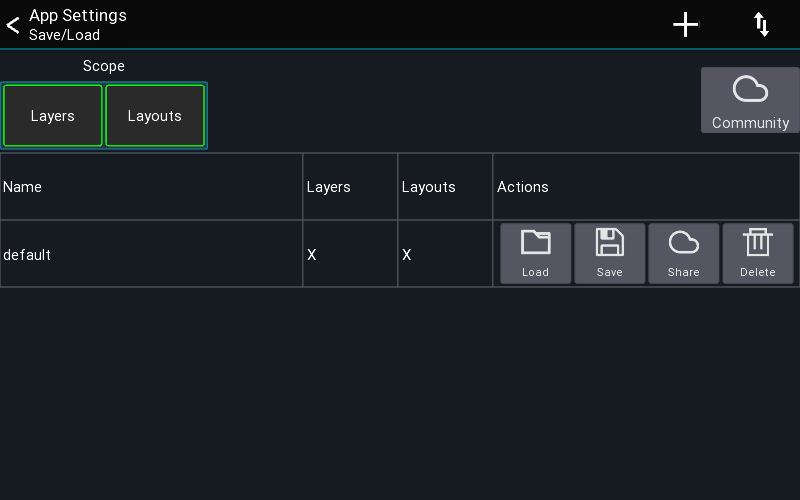 App Settings
Save/Load
Scope
Layers Layouts
Community
Name Layers Layouts Actions
default X X
Load Save Share Delete